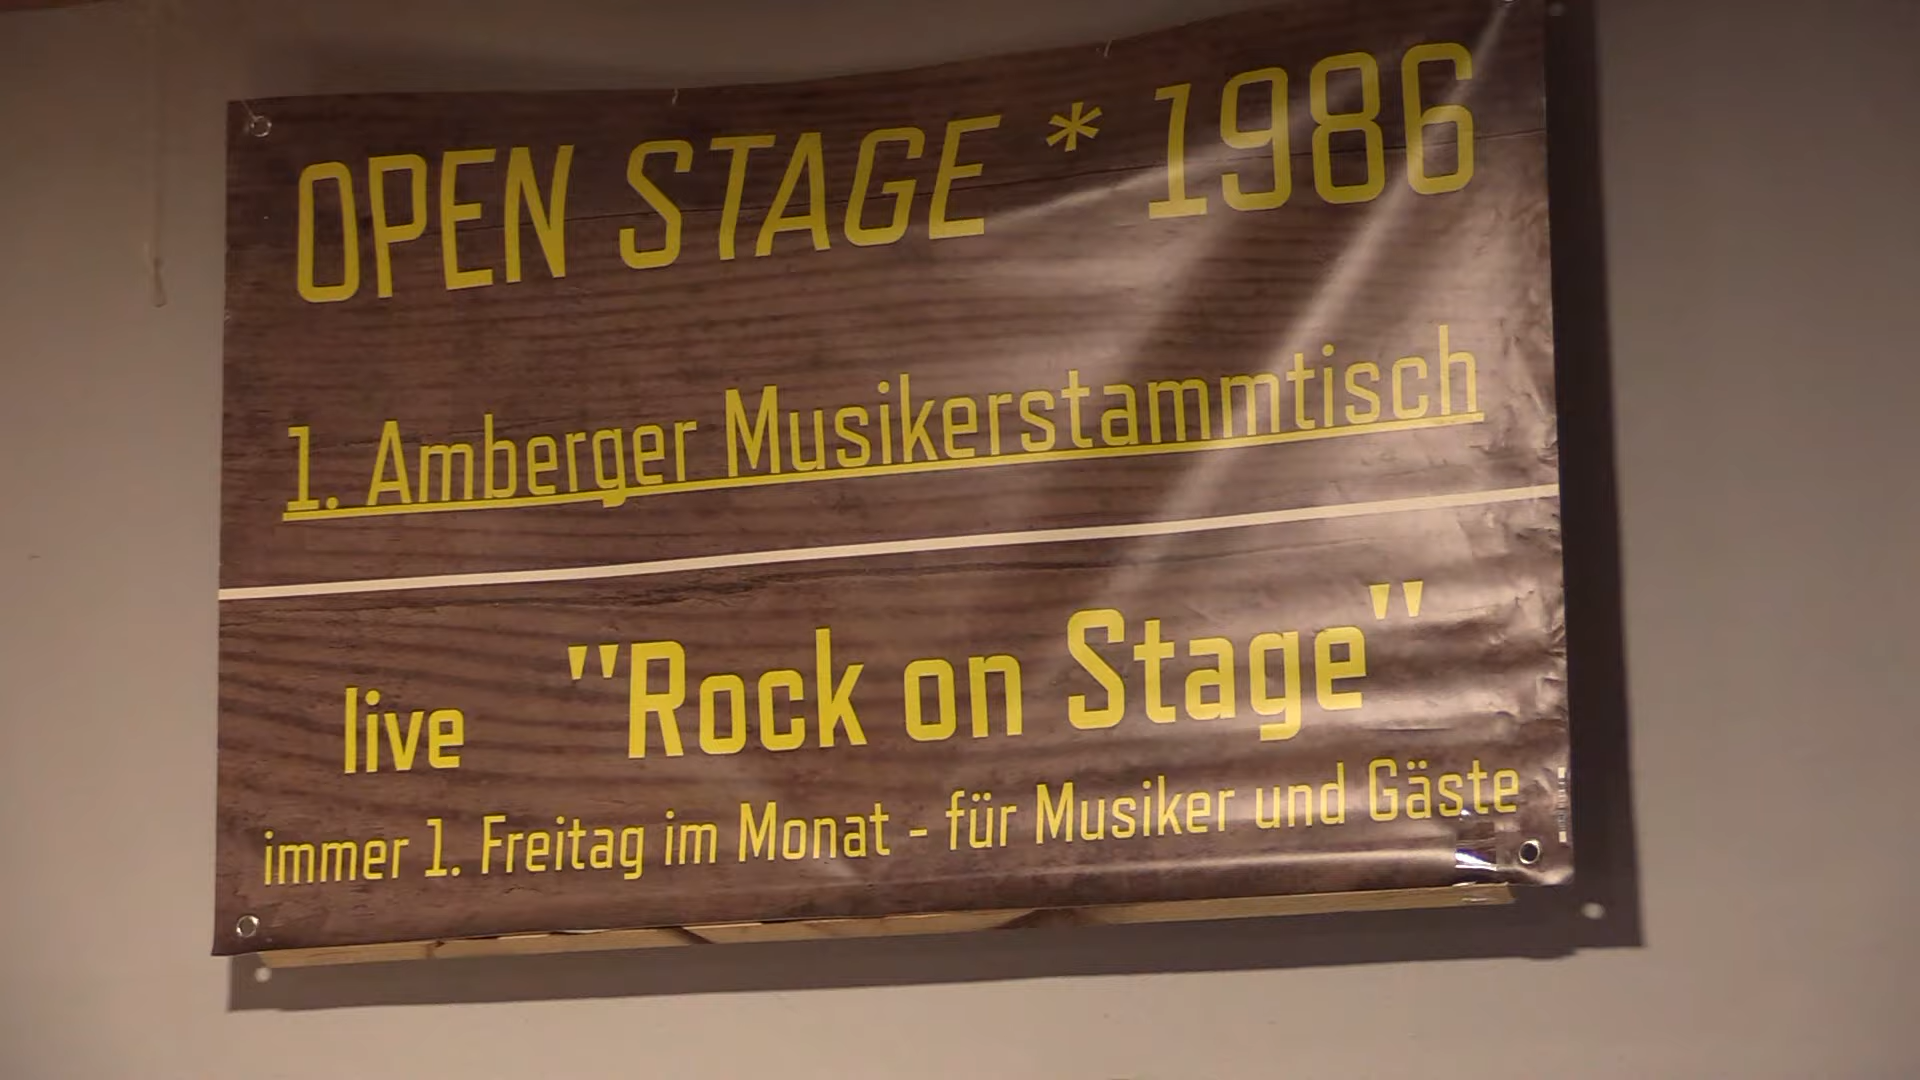 OPEN STAGE * 1986
1. Amberger Musikerstammtisch
live "Rock on Stage"
immer 1. Freitag im Monat - für Musiker und Gäste